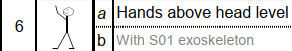 6
a Hands above head level
b With S01 exoskeleton